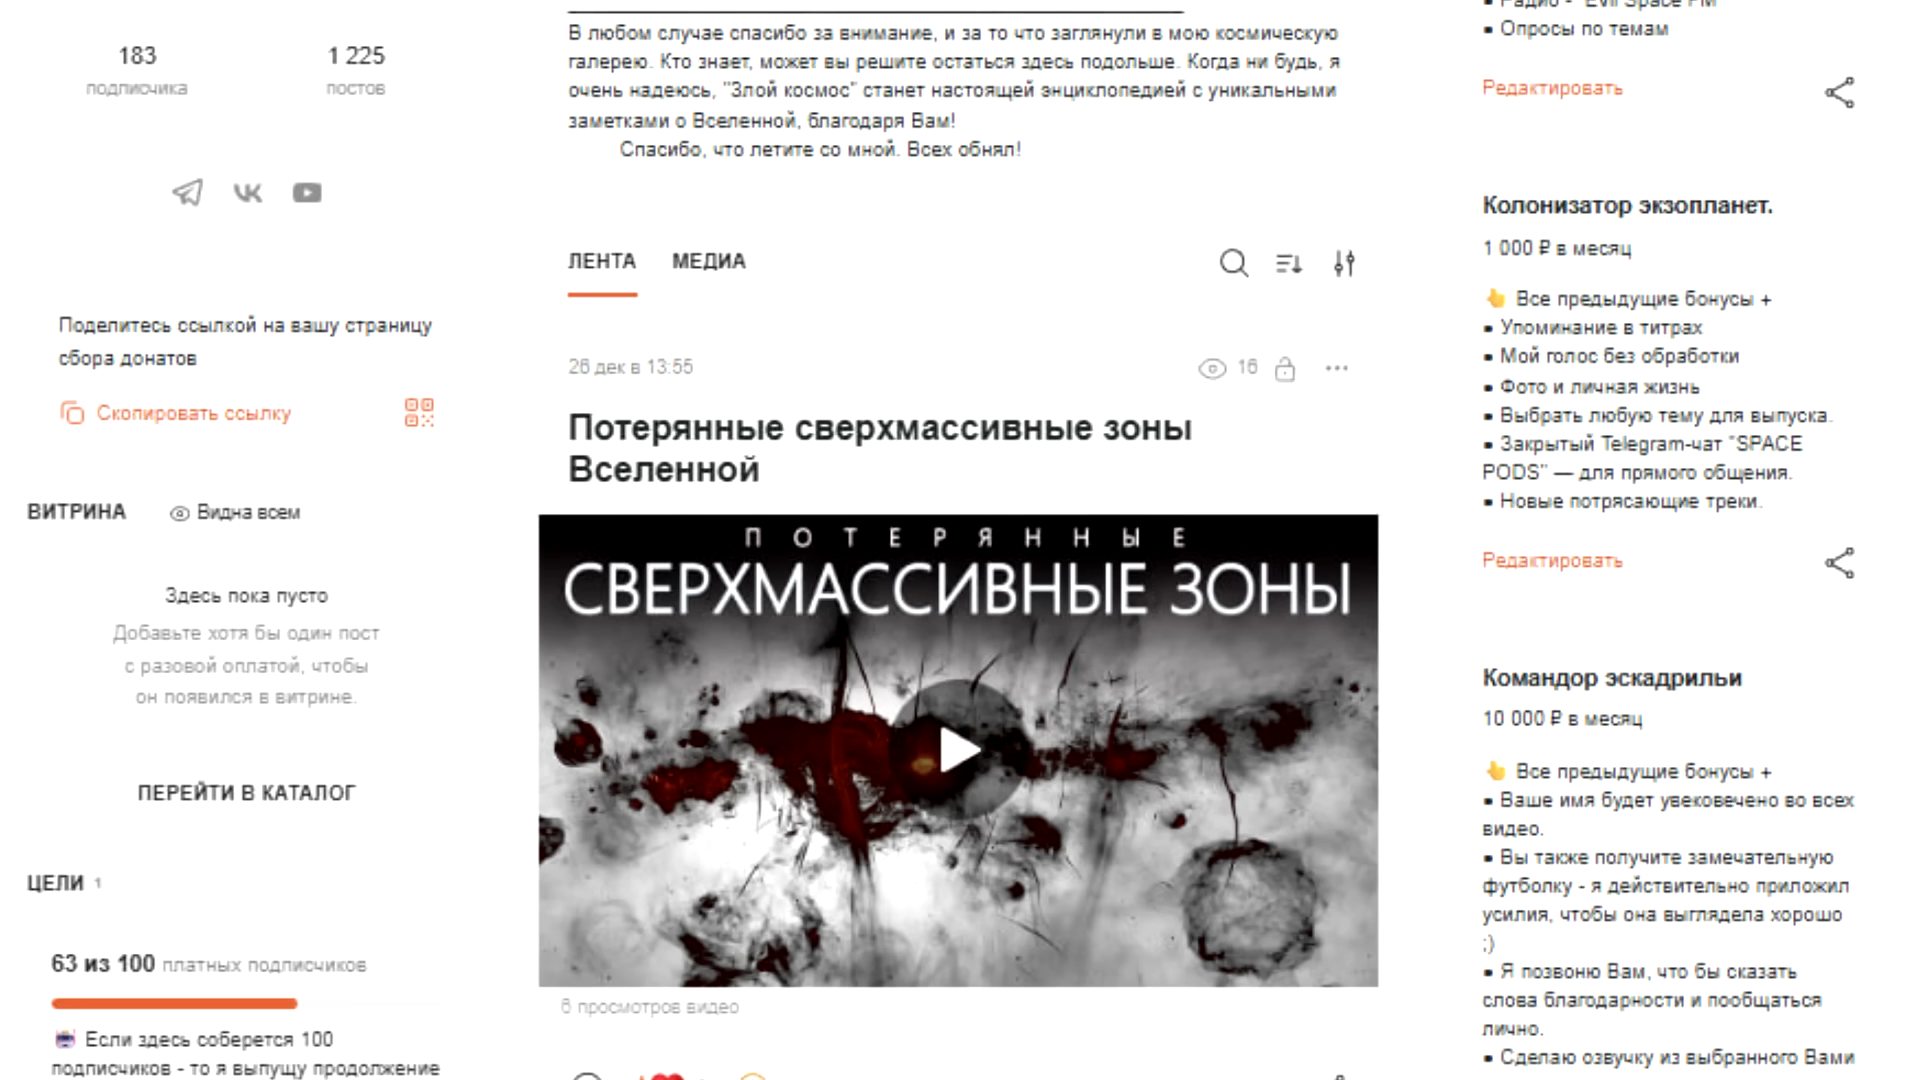 183
подписчика
1 225
постов
Поделитесь ссылкой на вашу страницу
сбора донатов
Скопировать ссылку
ВИТРИНА
Видна всем
Здесь пока пусто
Добавьте хотя бы один пост
с разовой оплатой, чтобы
он появился в витрине.
ПЕРЕЙТИ В КАТАЛОГ
ЦЕЛИ 1
63 из 100 платных подписчиков
Если здесь соберется 100
подписчиков - то я выпущу продолжение
В любом случае спасибо за внимание, и за то что заглянули в мою космическую
галерею. Кто знает, может вы решите остаться здесь подольше. Когда ни будь, я
очень надеюсь, "Злой космос" станет настоящей энциклопедией с уникальными
заметками о Вселенной, благодаря Вам!
Спасибо, что летите со мной. Всех обнял!
ЛЕНТА
МЕДИА
26 дек в 13:55
16
Потерянные сверхмассивные зоны
Вселенной
ПОТЕРЯННЫЕ
СВЕРХМАССИВНЫЕ ЗОНЫ
6 просмотров видео
▪ Радио - "Evil Space FM"
▪ Опросы по темам
Редактировать
Колонизатор экзопланет.
1 000 ₽ в месяц
👆 Все предыдущие бонусы +
▪ Упоминание в титрах
▪ Мой голос без обработки
▪ Фото и личная жизнь
▪ Выбрать любую тему для выпуска.
▪ Закрытый Telegram-чат "SPACE
PODS" — для прямого общения.
▪ Новые потрясающие треки.
Редактировать
Командор эскадрильи
10 000 ₽ в месяц
👆 Все предыдущие бонусы +
▪ Ваше имя будет увековечено во всех
видео.
▪ Вы также получите замечательную
футболку - я действительно приложил
усилия, чтобы она выглядела хорошо
;)
▪ Я позвоню Вам, что бы сказать
слова благодарности и пообщаться
лично.
▪ Сделаю озвучку из выбранного Вами